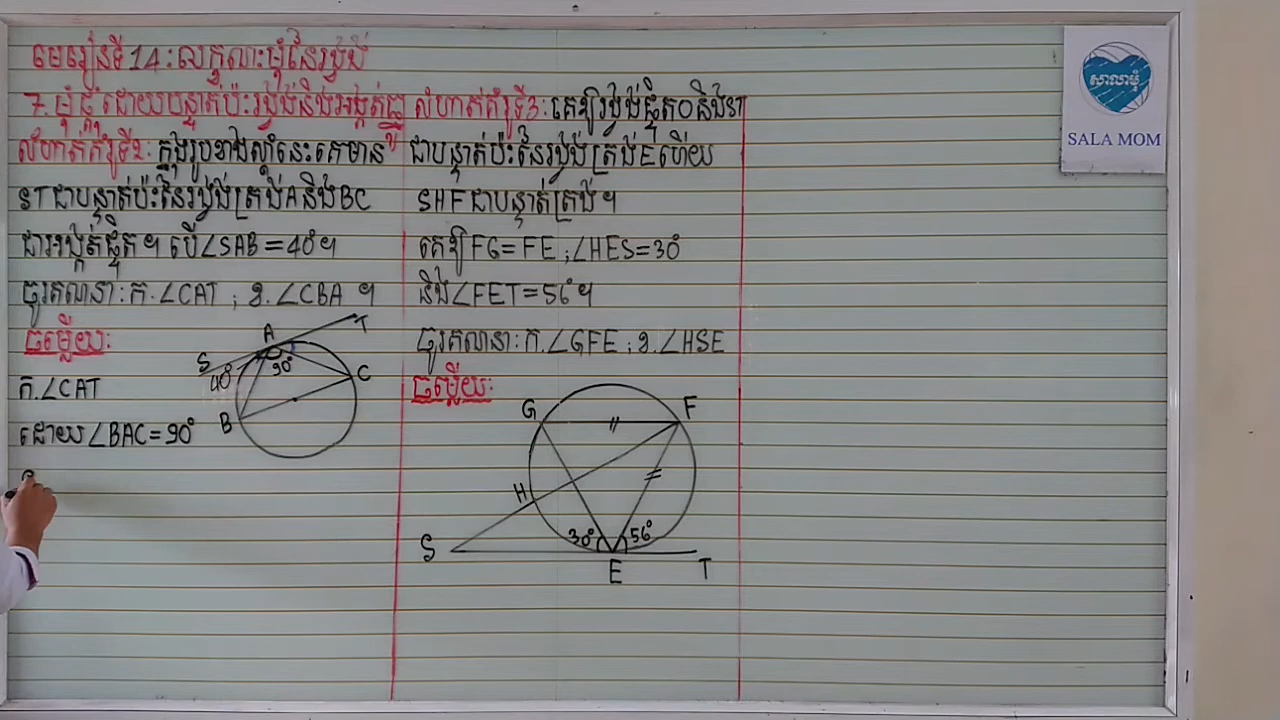 មេរៀនទី 14 : លក្ខណៈមុំនៃរង្វង់
7. មុំផ្គុំដោយបន្ទាត់ប៉ះរង្វង់និងអង្កត់ធ្នូ
លំហាត់គំរូទី2: ក្នុងរូបខាងស្តាំនេះគេមាន
ST ជាបន្ទាត់ប៉ះនៃរង្វង់ត្រង់ A និង BC
ជាអង្កត់ផ្ចិត។ បើ ∠SAB = 40°។
ចូរគណនា: ក. ∠CAT ; ខ. ∠CBA ។
ចម្លើយ:
ក. ∠CAT
ដោយ ∠BAC = 90°
A
T
S
40°
90°
C
B
លំហាត់គំរូទី3: គេឱ្យរង្វង់ផ្ចិត O និង ST
ជាបន្ទាត់ប៉ះនៃរង្វង់ត្រង់ E ហើយ
SHF ជាបន្ទាត់ត្រង់។
គេឱ្យ FG = FE ; ∠HES = 30°
និង ∠FET = 56°។
ចូរគណនា: ក. ∠GFE ; ខ. ∠HSE
ចម្លើយ:
G
F
H
S
30°
56°
E
T
សាលាមុំ
SALA MOM